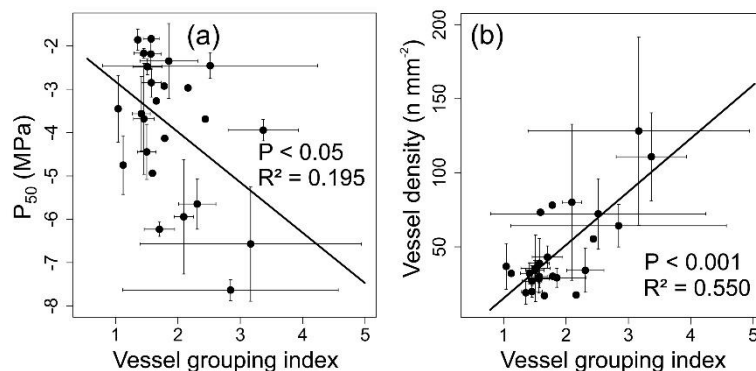 (a)
P₅₀ (MPa)
-2
-3
-4
-5
-6
-7
-8
P < 0.05
R² = 0.195
1 2 3 4 5
Vessel grouping index
(b)
Vessel density (n mm⁻²)
200
150
100
50
P < 0.001
R² = 0.550
1 2 3 4 5
Vessel grouping index